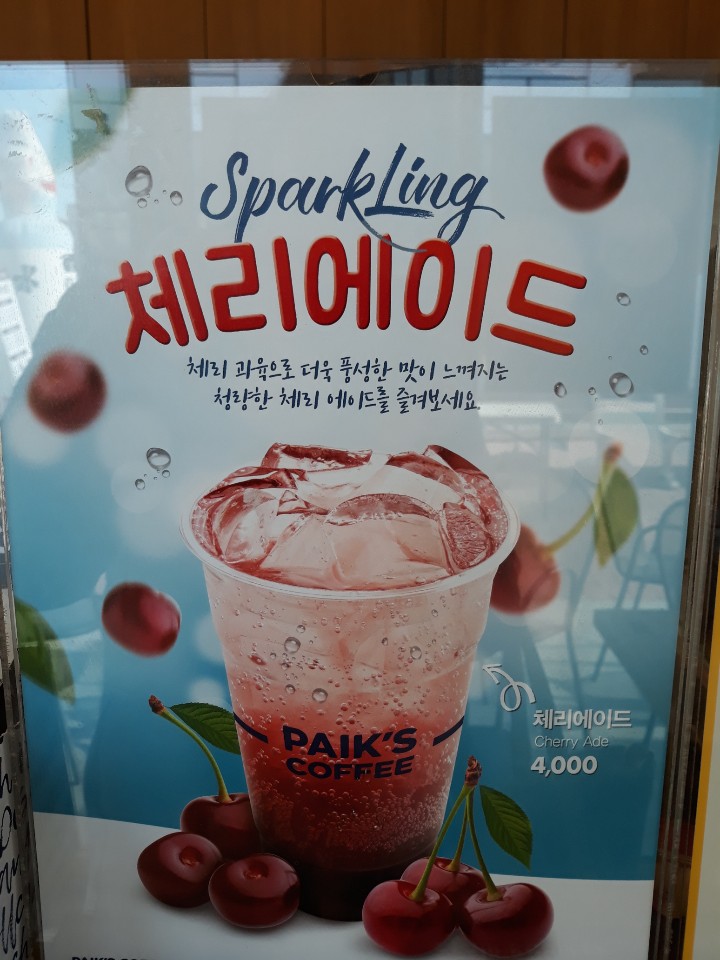 SparkLing
체리에이드
체리 과육으로 더욱 풍성한 맛이 느껴지는
청량한 체리 에이드를 즐겨보세요.
체리에이드
Cherry Ade
4,000
PAIK'S
COFFEE